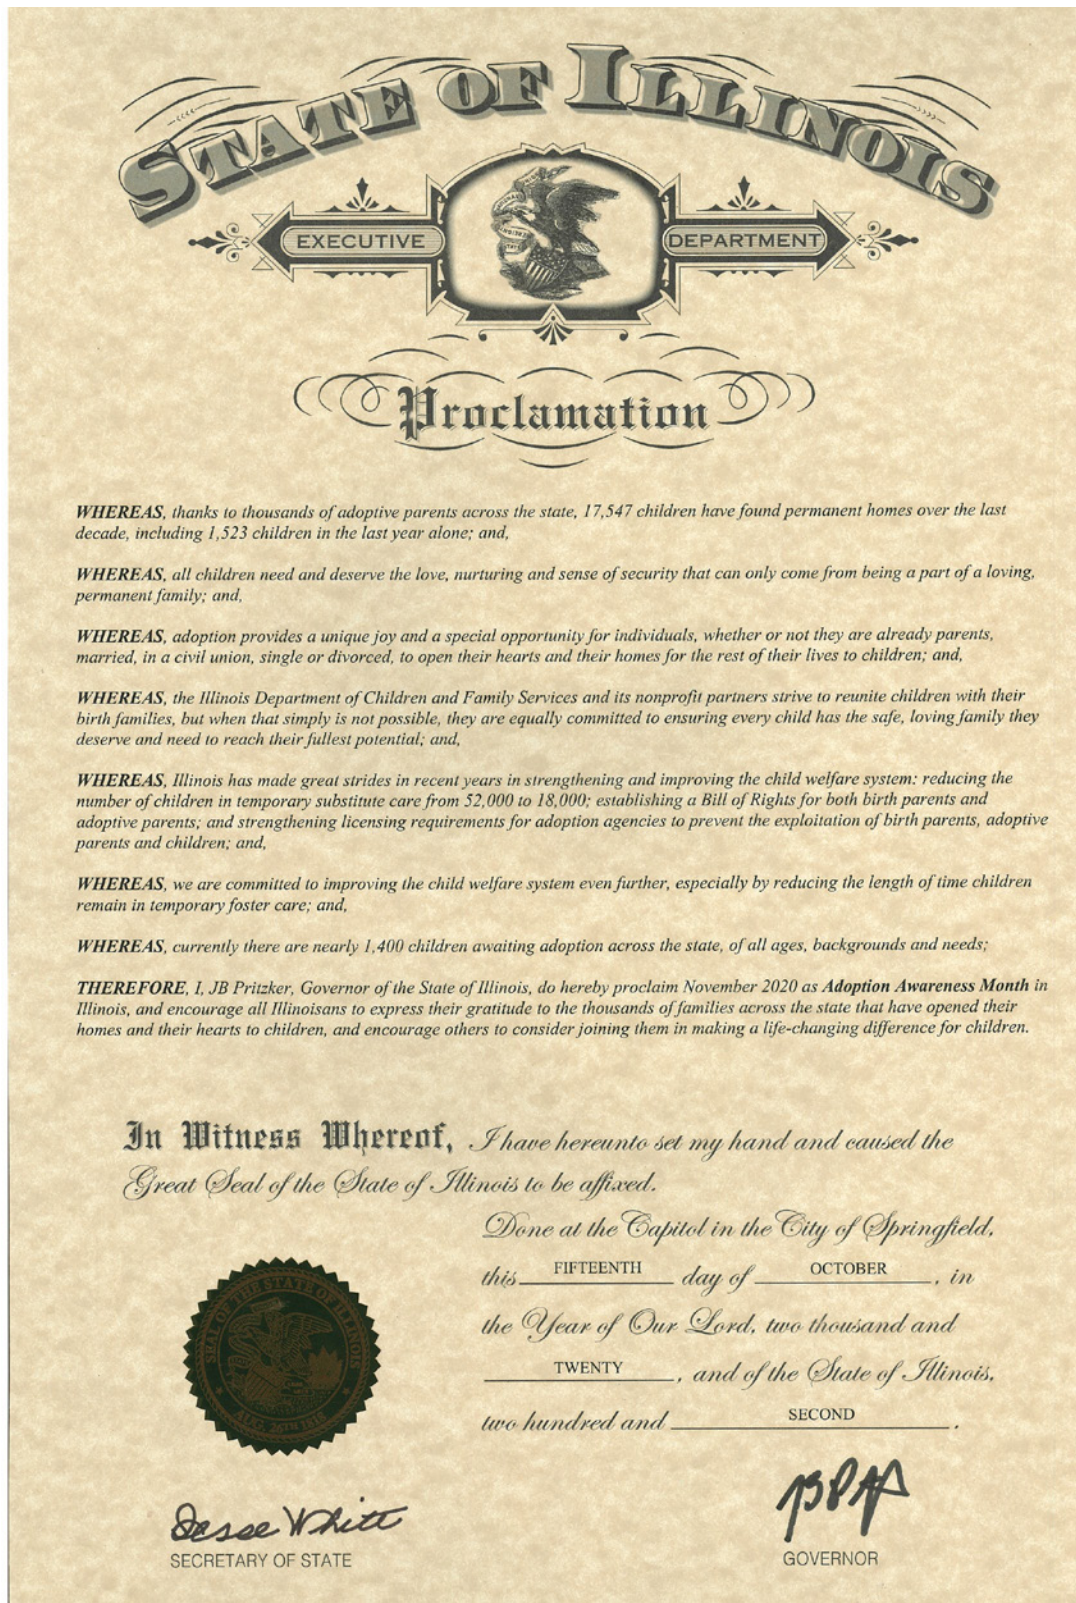 STATE OF ILLINOIS
EXECUTIVE DEPARTMENT
Proclamation
WHEREAS, thanks to thousands of adoptive parents across the state, 17,547 children have found permanent homes over the last
decade, including 1,523 children in the last year alone; and,
WHEREAS, all children need and deserve the love, nurturing and sense of security that can only come from being a part of a loving,
permanent family; and,
WHEREAS, adoption provides a unique joy and a special opportunity for individuals, whether or not they are already parents,
married, in a civil union, single or divorced, to open their hearts and their homes for the rest of their lives to children; and,
WHEREAS, the Illinois Department of Children and Family Services and its nonprofit partners strive to reunite children with their
birth families, but when that simply is not possible, they are equally committed to ensuring every child has the safe, loving family they
deserve and need to reach their fullest potential; and,
WHEREAS, Illinois has made great strides in recent years in strengthening and improving the child welfare system: reducing the
number of children in temporary substitute care from 52,000 to 18,000; establishing a Bill of Rights for both birth parents and
adoptive parents; and strengthening licensing requirements for adoption agencies to prevent the exploitation of birth parents, adoptive
parents and children; and,
WHEREAS, we are committed to improving the child welfare system even further, especially by reducing the length of time children
remain in temporary foster care; and,
WHEREAS, currently there are nearly 1,400 children awaiting adoption across the state, of all ages, backgrounds and needs;
THEREFORE, I, JB Pritzker, Governor of the State of Illinois, do hereby proclaim November 2020 as Adoption Awareness Month in
Illinois, and encourage all Illinoisans to express their gratitude to the thousands of families across the state that have opened their
homes and their hearts to children, and encourage others to consider joining them in making a life-changing difference for children.
In Witness Whereof, I have hereunto set my hand and caused the
Great Seal of the State of Illinois to be affixed.
Done at the Capitol in the City of Springfield,
this FIFTEENTH day of OCTOBER, in
the Year of Our Lord, two thousand and
TWENTY, and of the State of Illinois,
two hundred and SECOND.
SEAL OF THE STATE OF ILLINOIS
AUG. 26TH 1818
Jesse White
SECRETARY OF STATE
GOVERNOR